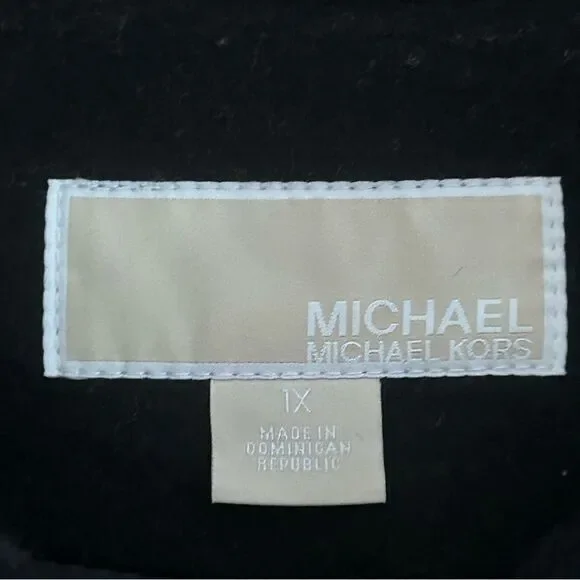 MICHAEL
MICHAEL KORS
1X
MADE IN
DOMINICAN
REPUBLIC